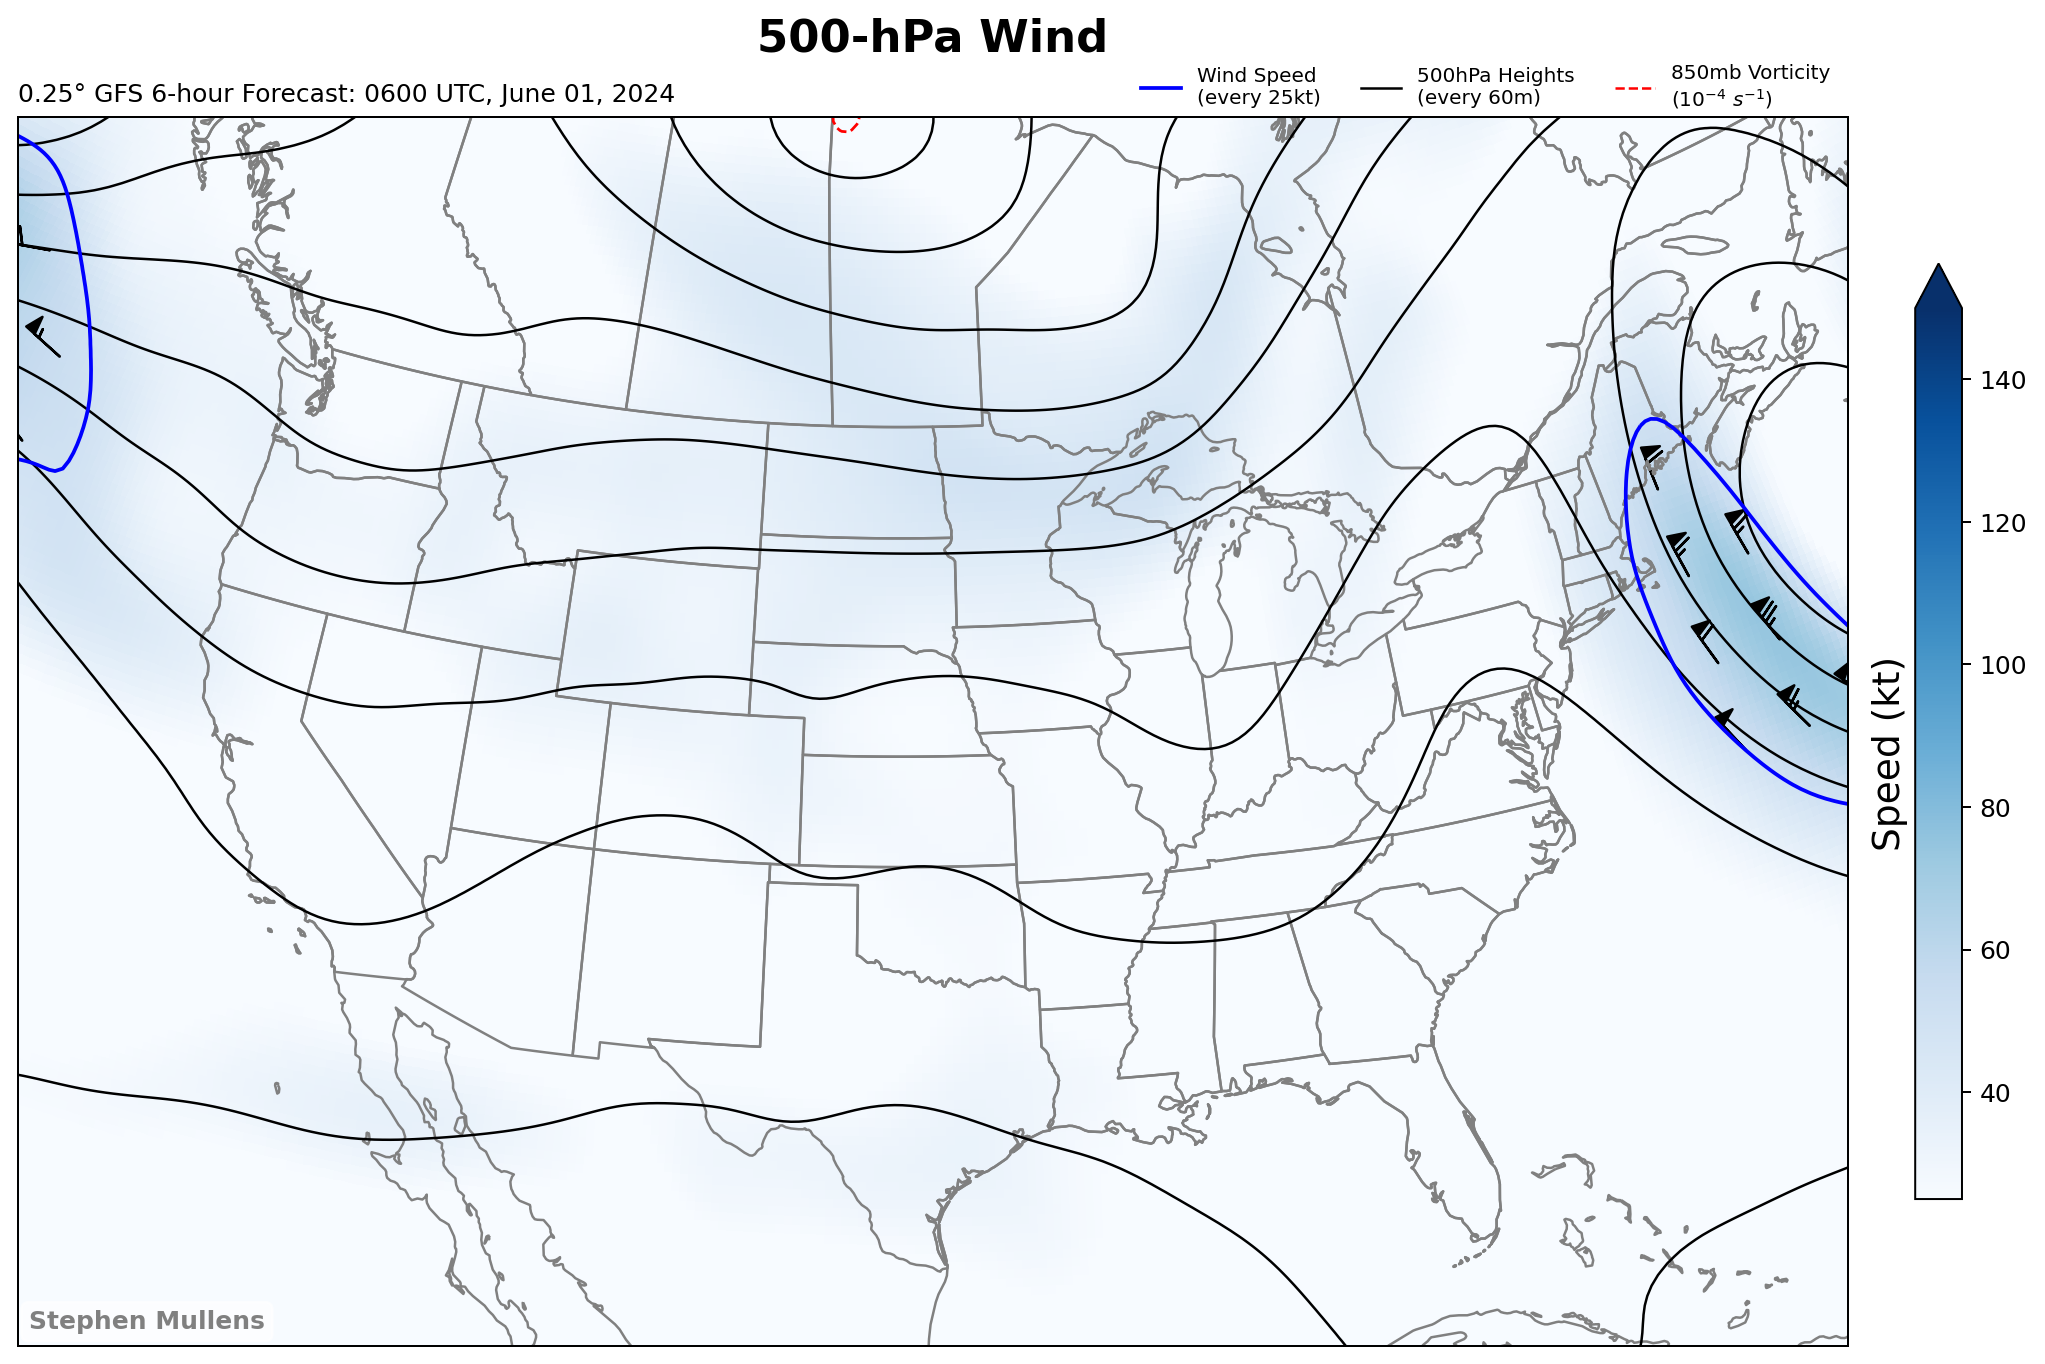 500-hPa Wind
0.25° GFS 6-hour Forecast: 0600 UTC, June 01, 2024
Wind Speed
(every 25kt)
500hPa Heights
(every 60m)
850mb Vorticity
(10⁻⁴ s⁻¹)
140
120
100
80
60
40
Speed (kt)
Stephen Mullens